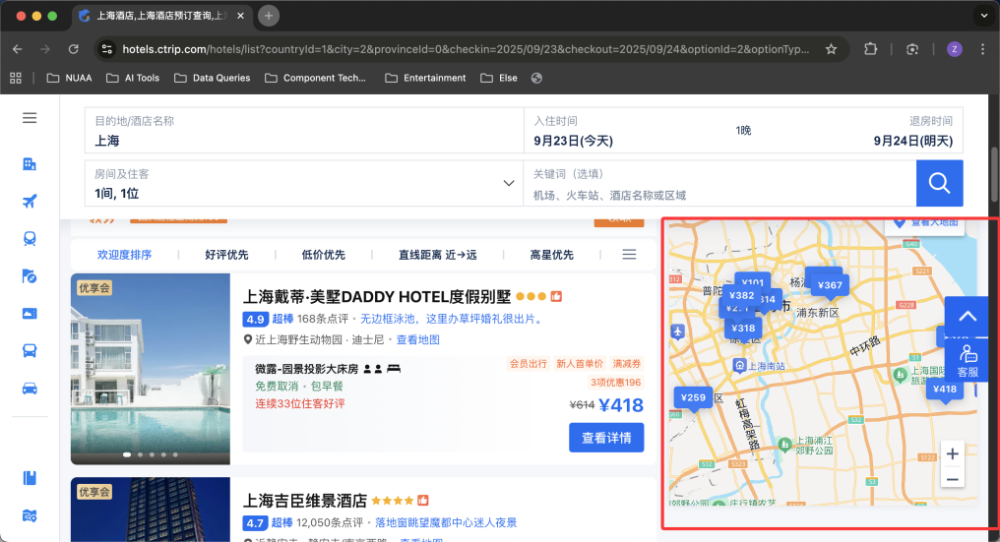 上海酒店,上海酒店预订查询,上
hotels.ctrip.com/hotels/list?countryId=1&city=2&provinceId=0&checkin=2025/09/23&checkout=2025/09/24&optionId=2&optionTyp...
Z
NUAA
AI Tools
Data Queries
Component Tech...
Entertainment
Else
目的地/酒店名称
上海
入住时间
9月23日(今天)
1晚
退房时间
9月24日(明天)
房间及住客
1间, 1位
关键词（选填）
机场、火车站、酒店名称或区域
欢迎度排序
好评优先
低价优先
直线距离 近→远
高星优先
优享会
上海戴蒂·美墅DADDY HOTEL度假别墅
4.9 超棒 168条点评 · 无边框泳池，这里办草坪婚礼很出片。
近上海野生动物园 · 迪士尼 · 查看地图
微露-园景投影大床房
免费取消 · 包早餐
连续33位住客好评
会员出行 新人首单价 满减券
3项优惠196
¥614 ¥418
查看详情
优享会
上海吉臣维景酒店
4.7 超棒 12,050条点评 · 落地窗眺望魔都中心迷人夜景
查看地图
查看大地图
G40
S225
¥101
¥367
¥382
314
¥318
浦东新区
G228
中环路
上海南站
客服
¥418
¥259
区
虹梅高架路
S32
上海浦江
郊野公园
S122
S32
S3
郊野公园